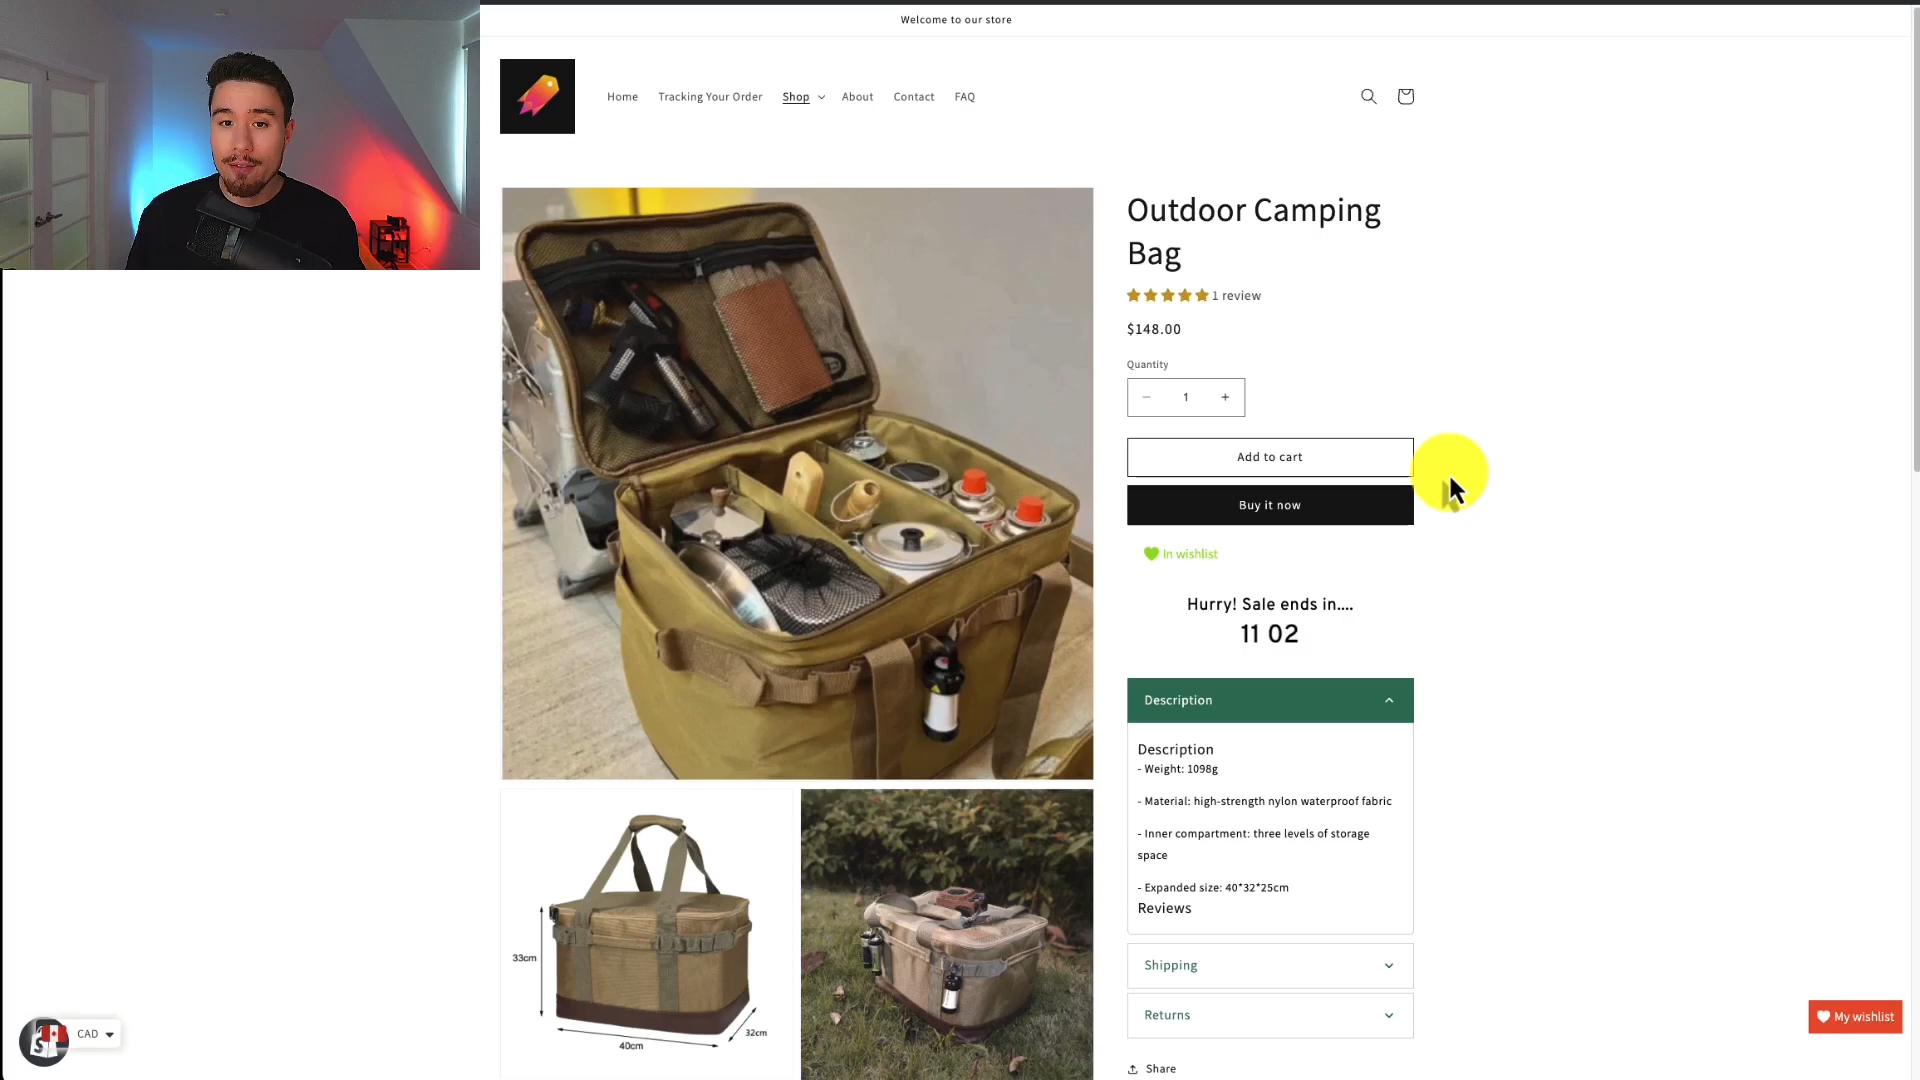 Welcome to our store
Home
Tracking Your Order
Shop
About
Contact
FAQ
Outdoor Camping
Bag
1 review
$148.00
Quantity
− 1 +
Add to cart
Buy it now
In wishlist
Hurry! Sale ends in....
11 02
Description
Description
- Weight: 1098g
- Material: high-strength nylon waterproof fabric
- Inner compartment: three levels of storage
space
- Expanded size: 40*32*25cm
Reviews
Shipping
Returns
Share
33cm
40cm
32cm
CAD
My wishlist